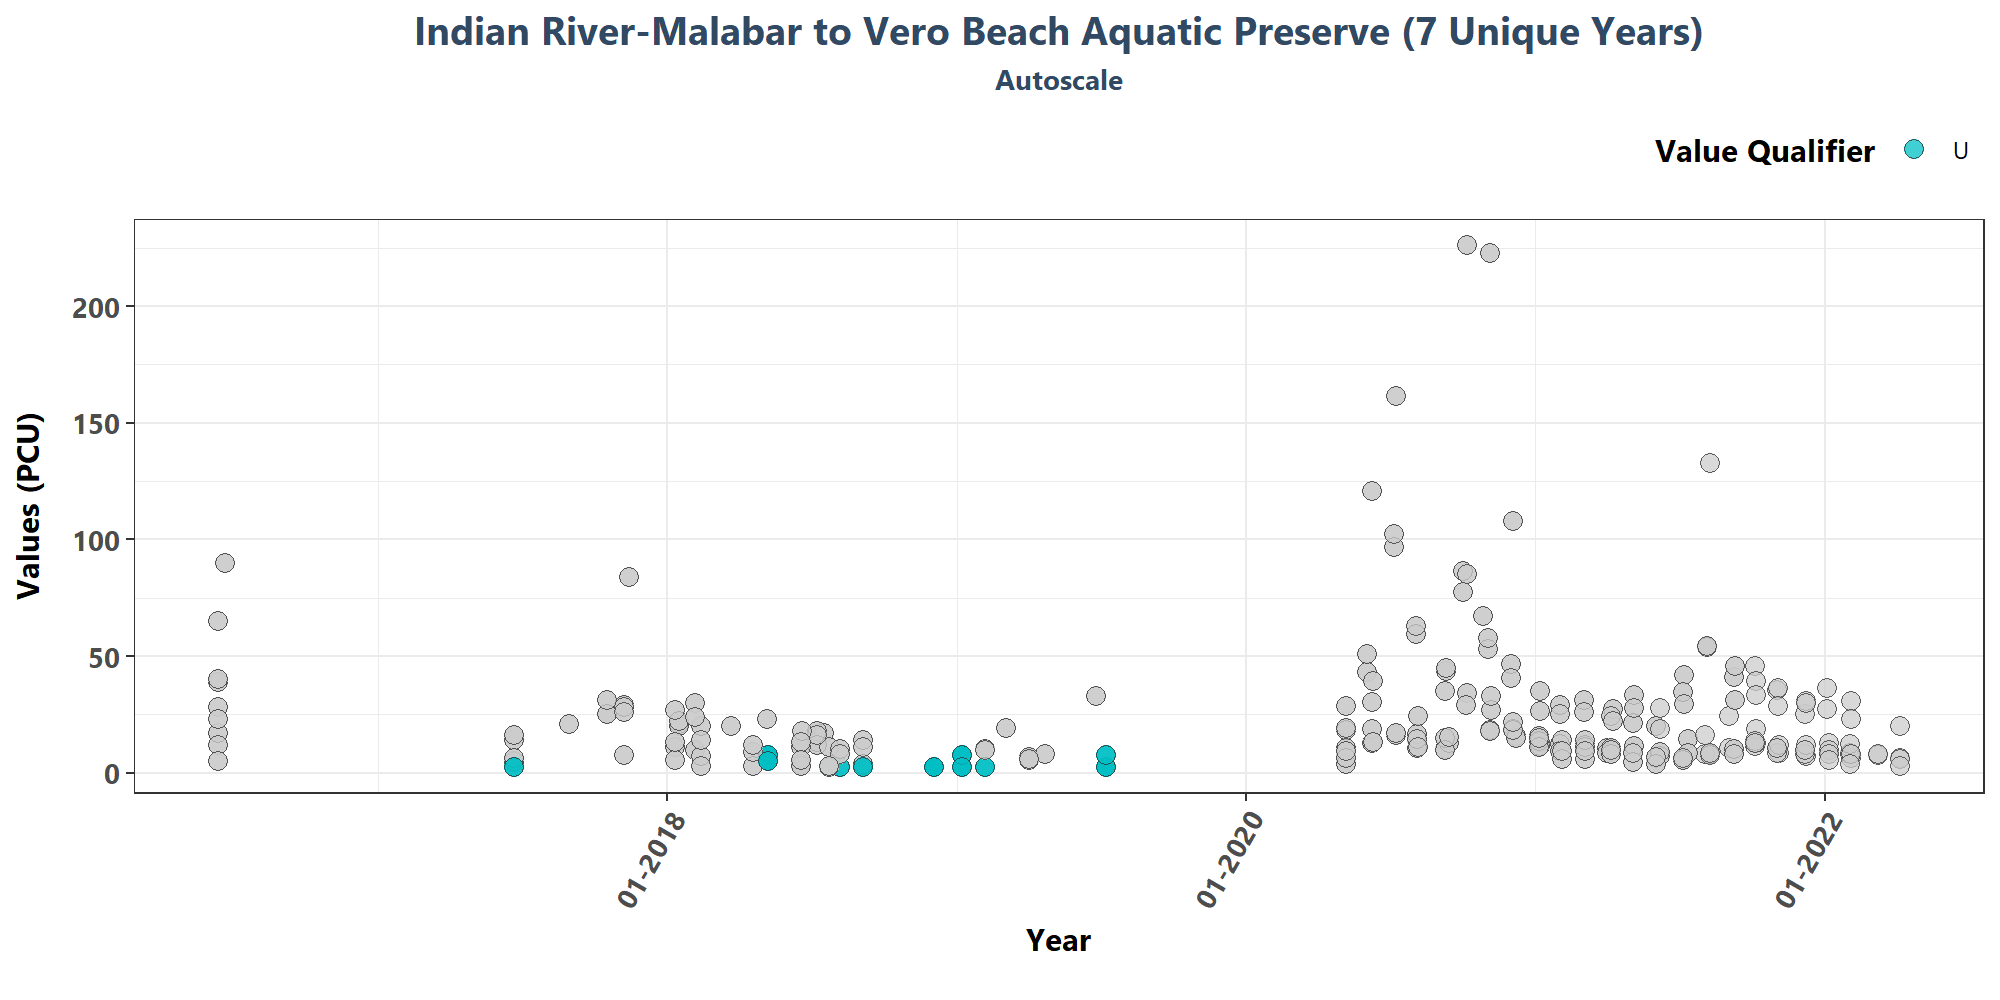 Indian River-Malabar to Vero Beach Aquatic Preserve (7 Unique Years)
Autoscale
Value Qualifier U
Values (PCU)
200
150
100
50
0
01-2018
01-2020
01-2022
Year